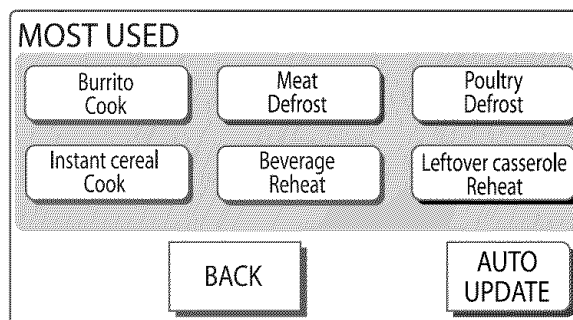 MOST USED
Burrito
Cook
Meat
Defrost
Poultry
Defrost
Instant cereal
Cook
Beverage
Reheat
Leftover casserole
Reheat
BACK
AUTO
UPDATE